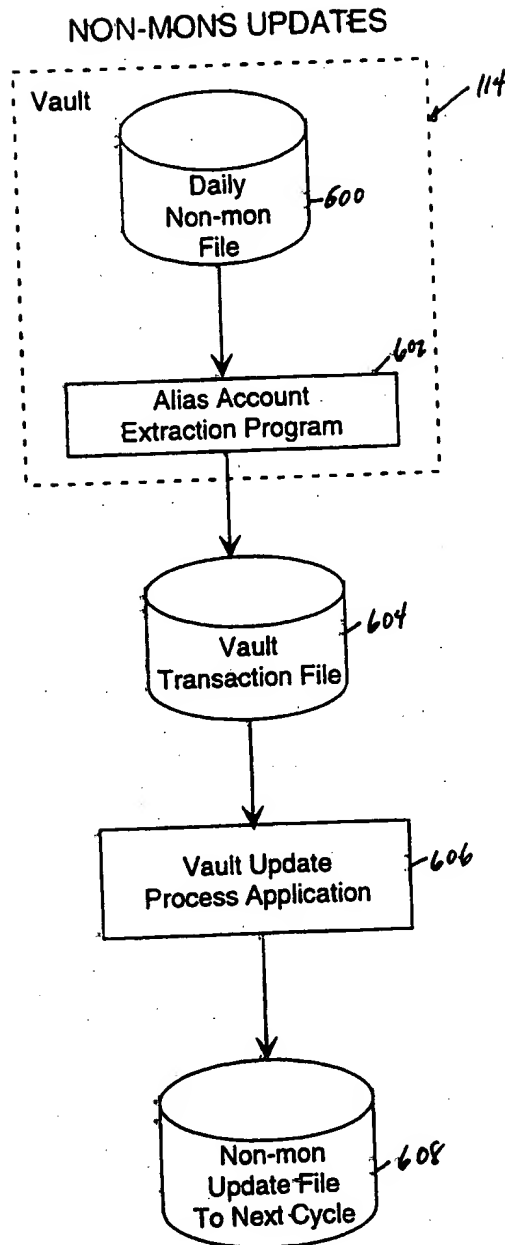 NON-MONS UPDATES
Vault
114
Daily
Non-mon
File
600
602
Alias Account
Extraction Program
604
Vault
Transaction File
Vault Update
Process Application
606
Non-mon
Update File
To Next Cycle
608